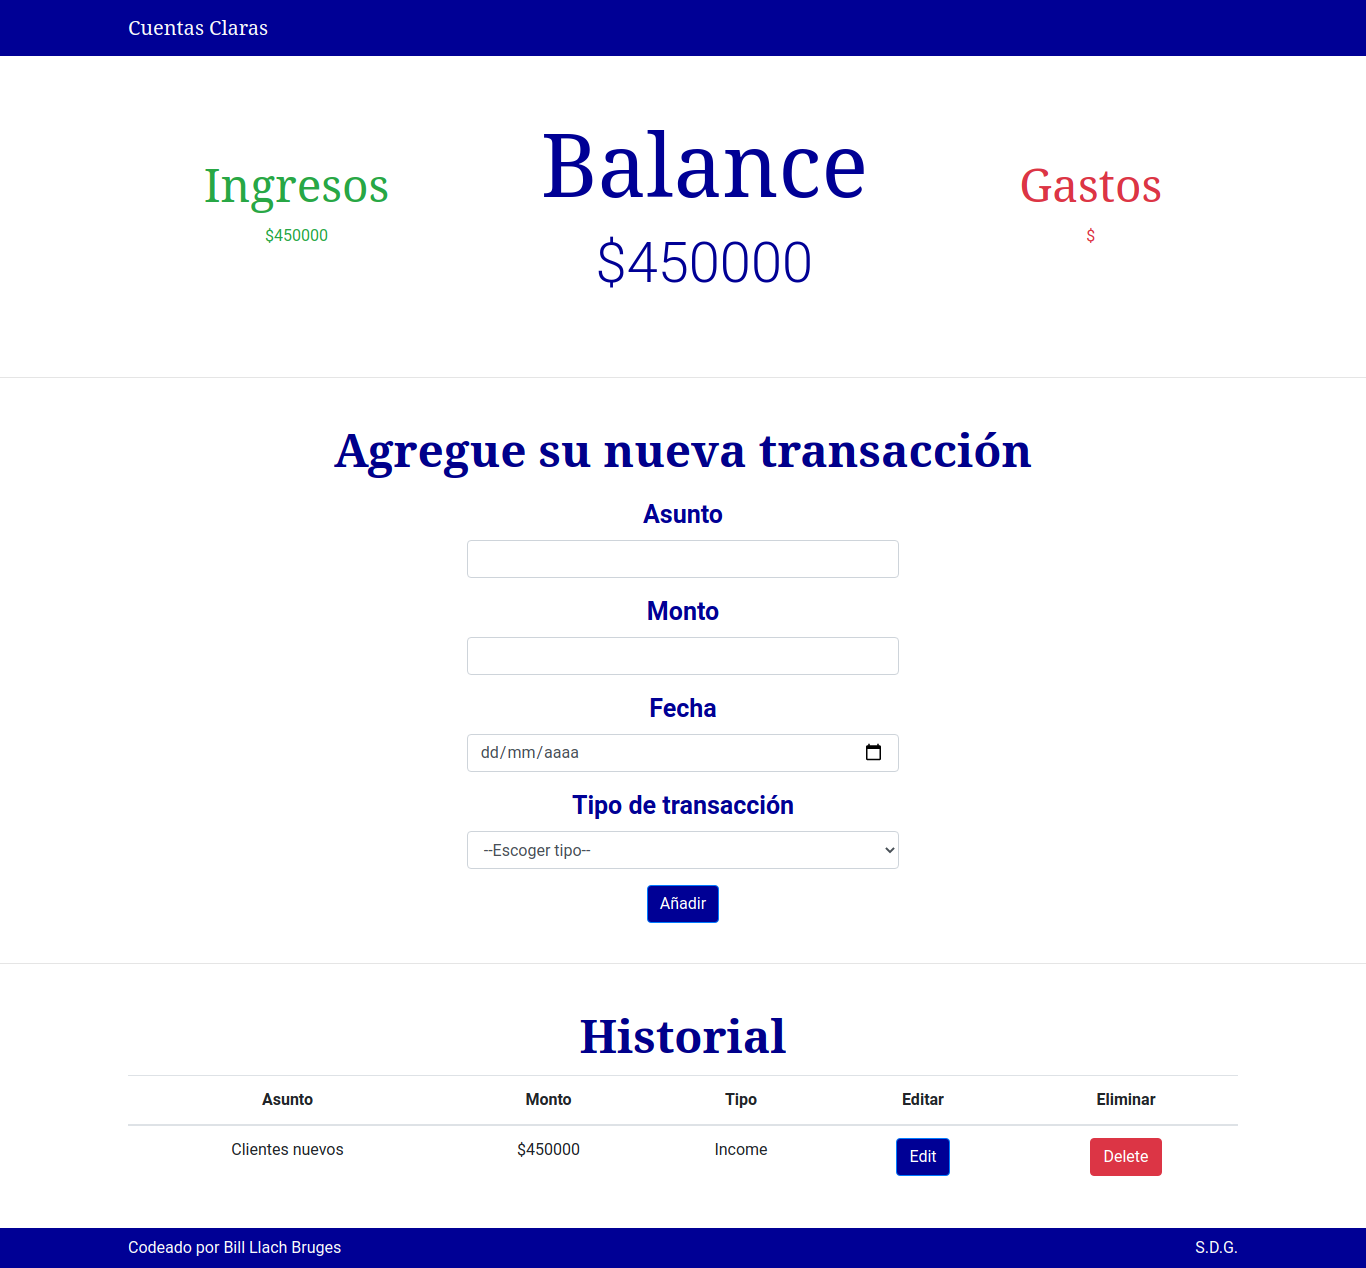 Cuentas Claras
Ingresos
$450000
Balance
$450000
Gastos
$
Agregue su nueva transacción
Asunto
Monto
Fecha
dd/mm/aaaa
Tipo de transacción
--Escoger tipo--
Añadir
Historial
Asunto Monto Tipo Editar Eliminar
Clientes nuevos $450000 Income Edit Delete
Codeado por Bill Llach Bruges S.D.G.